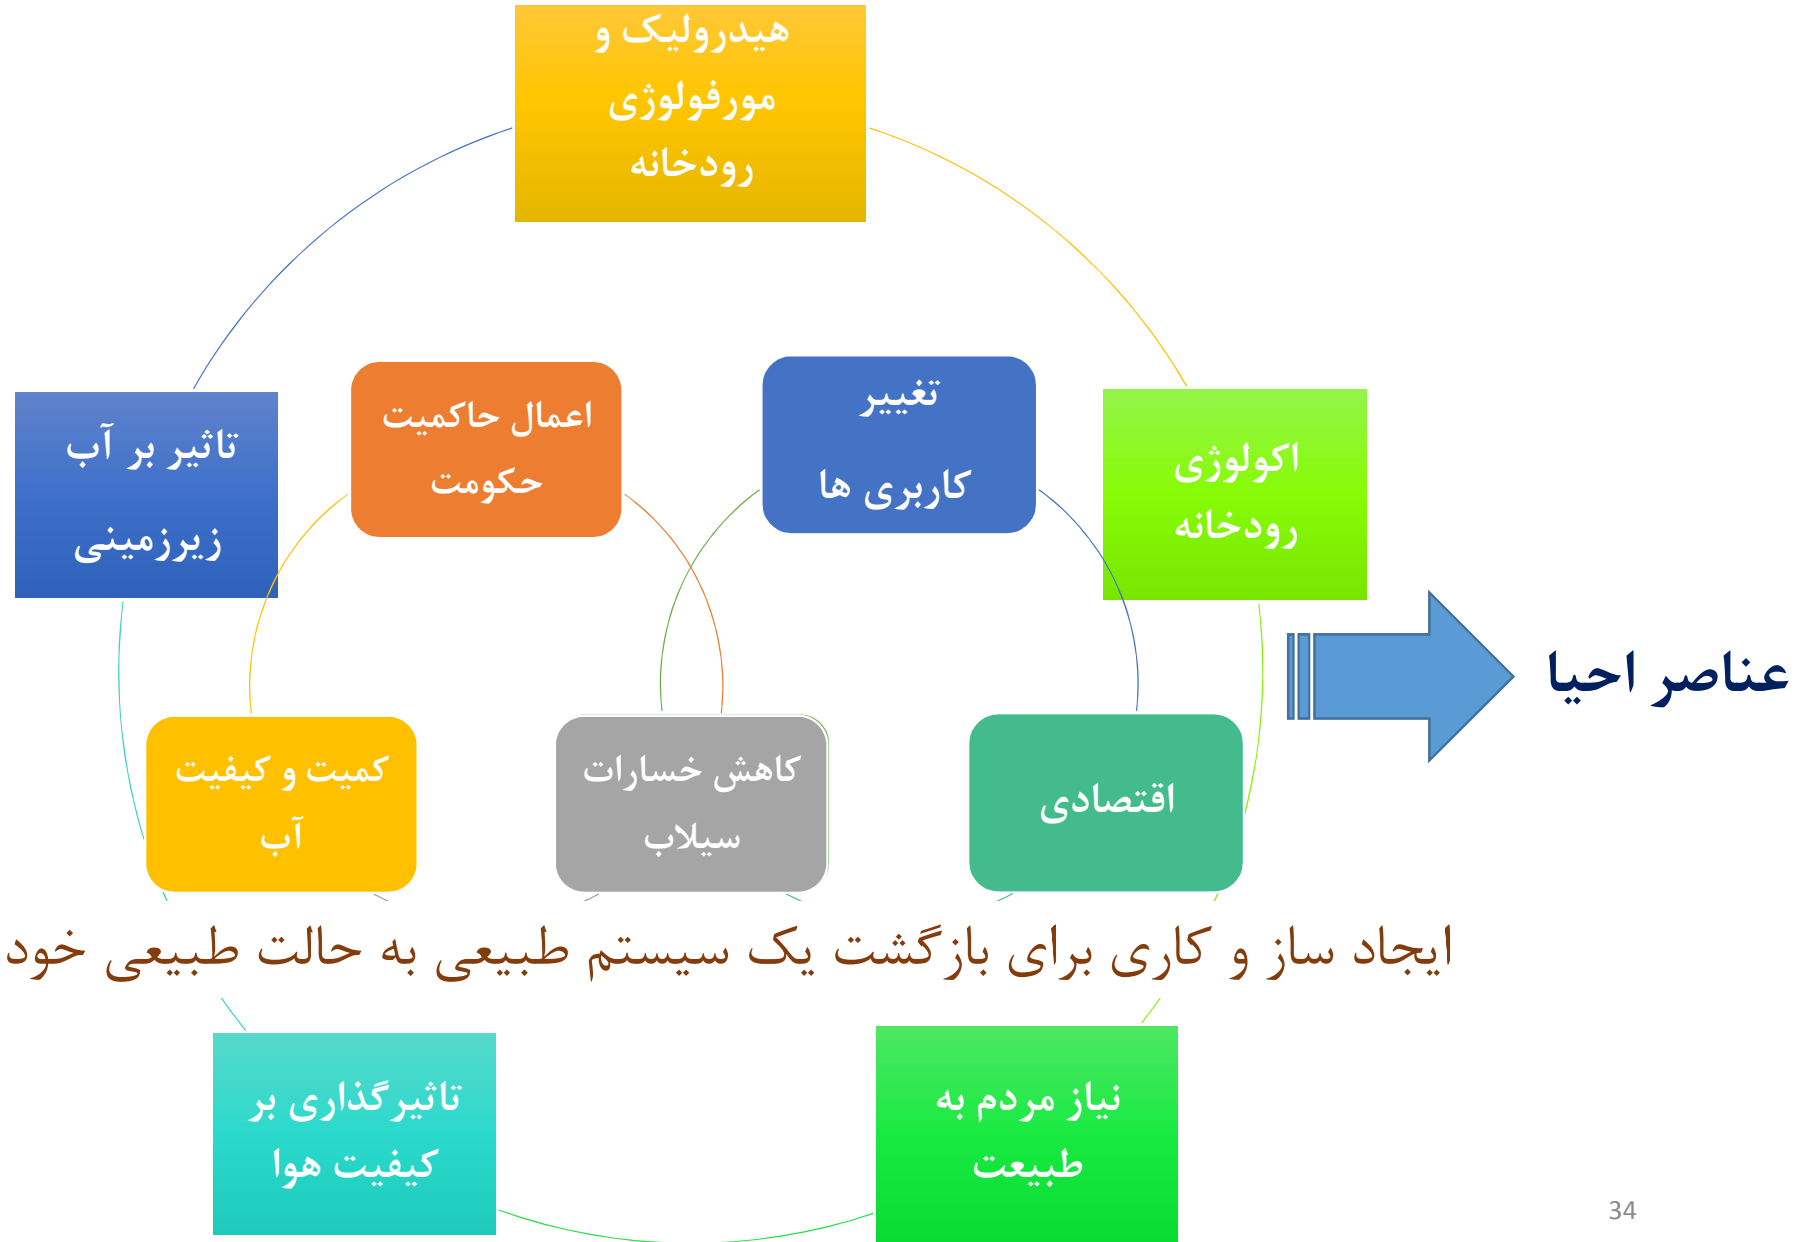 هیدرولیک و
مورفولوژی
رودخانه
تغییر
کاربری ها
اعمال حاکمیت
حکومت
اکولوژی
رودخانه
تاثیر بر آب
زیرزمینی
عناصر احیا
اقتصادی
کاهش خسارات
سیلاب
کمیت و کیفیت
آب
ایجاد ساز و کاری برای بازگشت یک سیستم طبیعی به حالت طبیعی خود
نیاز مردم به
طبیعت
تاثیرگذاری بر
کیفیت هوا
34